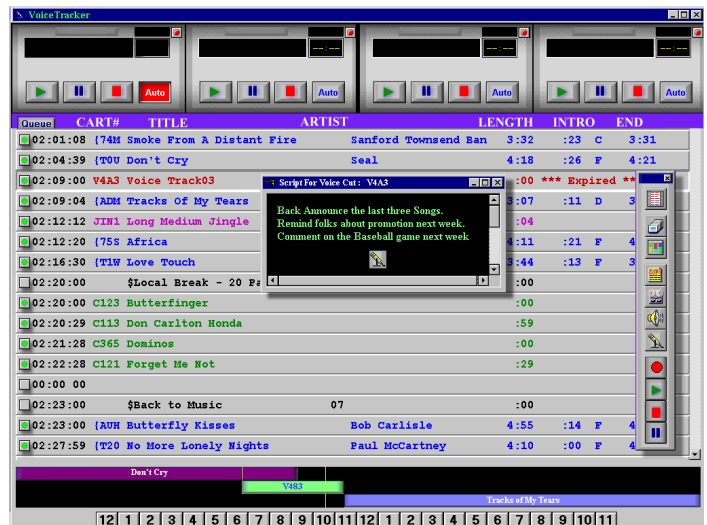 VoiceTracker
--:-- --:-- --:--
Auto Auto Auto Auto
Queue CART# TITLE ARTIST LENGTH INTRO END
02:01:08 {74M Smoke From A Distant Fire Sanford Townsend Ban 3:32 :23 C 3:31
02:04:39 {TOU Don't Cry Seal 4:18 :26 F 4:21
02:09:00 V4A3 Voice Track03 :00 *** Expired **
02:09:04 {ADM Tracks Of My Tears 3:07 :11 D 3
02:12:12 JIN1 Long Medium Jingle :04
02:12:20 {75S Africa 4:11 :21 F 4
02:16:30 {T1W Love Touch 3:44 :13 F 3
02:20:00 $Local Break - 20 Pa :00
02:20:00 C123 Butterfinger :00
02:20:29 C113 Don Carlton Honda :59
02:21:28 C365 Dominos :00
02:22:28 C121 Forget Me Not :29
00:00 00
02:23:00 $Back to Music 07 :00
02:23:00 {AUH Butterfly Kisses Bob Carlisle 4:55 :14 F 4
02:27:59 {T20 No More Lonely Nights Paul McCartney 4:10 :00 F 4
Script For Voice Cut : V4A3
Back Announce the last three Songs.
Remind folks about promotion next week.
Comment on the Baseball game next week
Don't Cry
V483
Tracks of My Tears
12 1 2 3 4 5 6 7 8 9 10 11 12 1 2 3 4 5 6 7 8 9 10 11